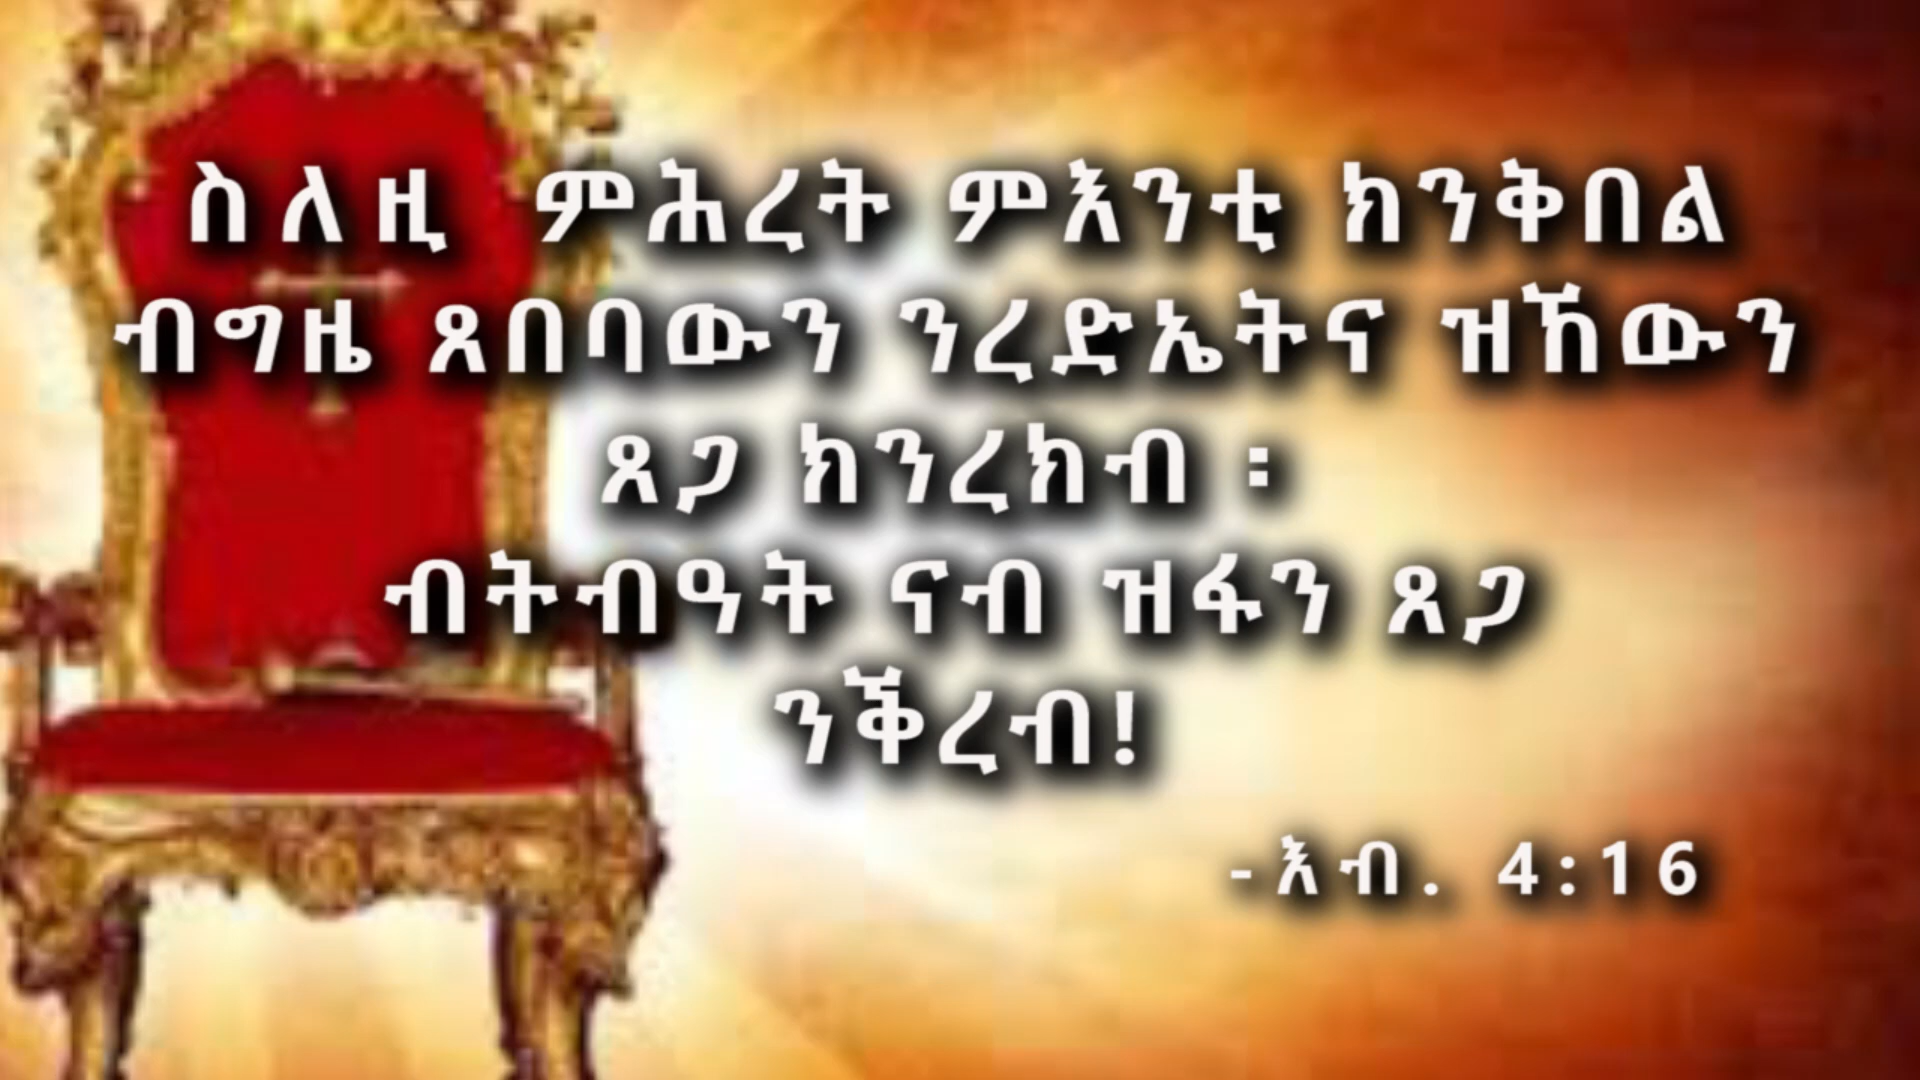 ስለዚ ምሕረት ምእንቲ ክንቅበል
ብግዜ ጸበባውን ንረድኤትና ዝኸውን
ጸጋ ክንረክብ ፡
ብትብዓት ናብ ዝፋን ጸጋ
ንቕረብ!
-እብ. 4:16